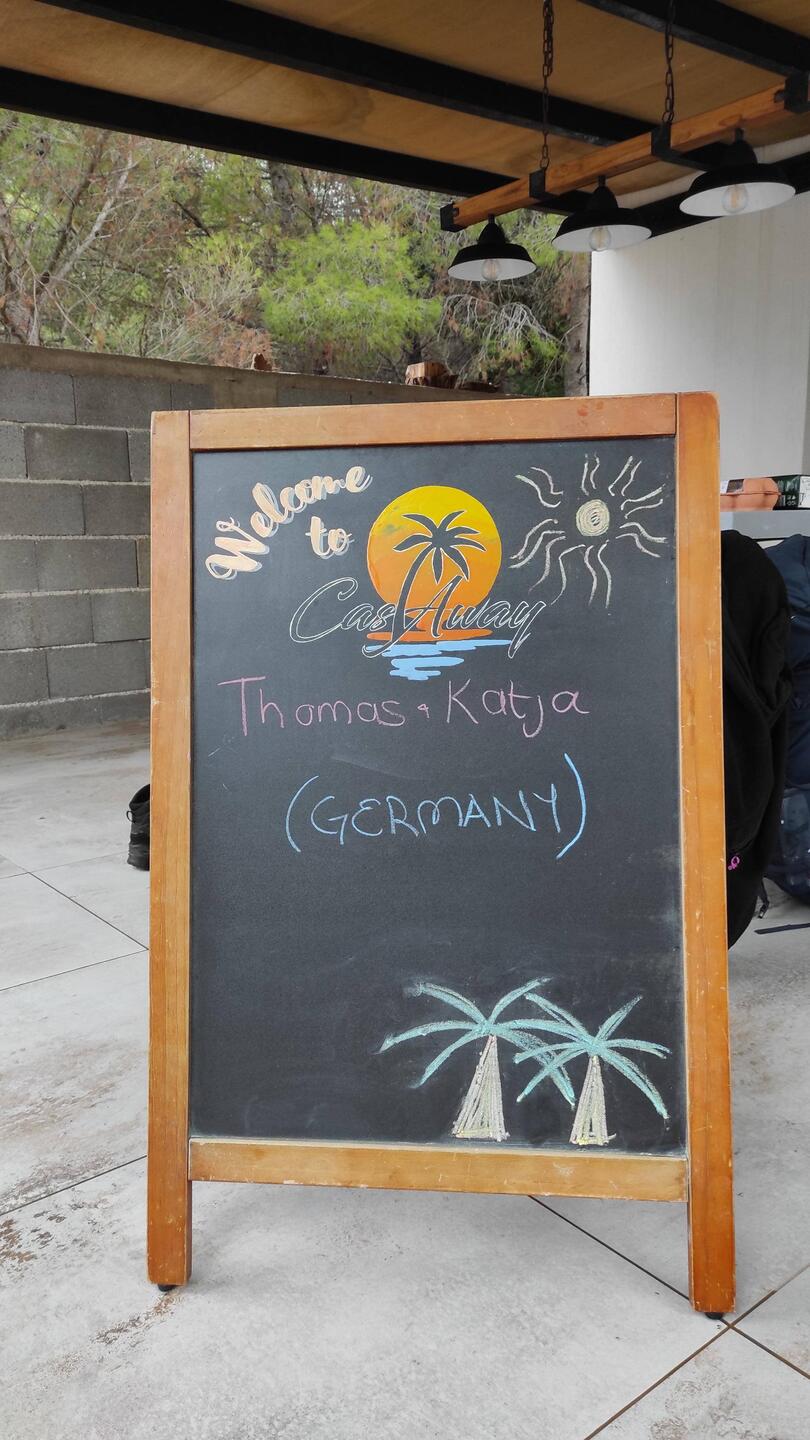 Welcome
to
CastAway
Thomas & Katja
(GERMANY)